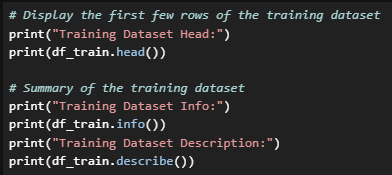 # Display the first few rows of the training dataset
print("Training Dataset Head:")
print(df_train.head())
# Summary of the training dataset
print("Training Dataset Info:")
print(df_train.info())
print("Training Dataset Description:")
print(df_train.describe())